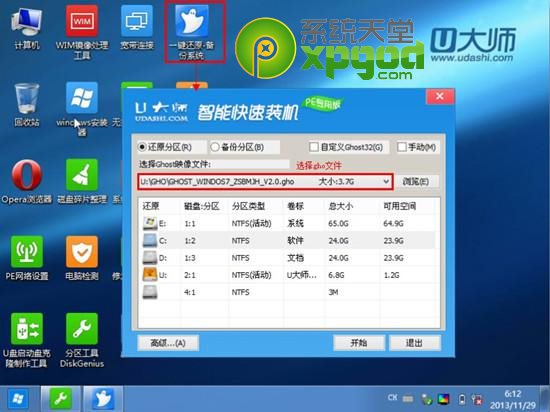 计算机
WIM镜像处理
工具
宽带连接
一键还原-备
份系统
系统天堂
xpgod
.com
U大师
www.udashi.com
回收站
windows安装
器
Opera浏览器
磁盘碎片整理
PE网络设置
电脑检测
U盘启动盘克
隆制作工具
分区工具
DiskGenius
U大师
UDASHI.COM
智能快速装机
PE专用版
还原分区(R)
备份分区(B)
自定义Ghost32(G)
手动(M)
选择Ghost映像文件:
选择gho文件
U:\GHO\GHOST_WINDOS7_ZSBMJH_V2.0.gho 大小:3.7G
浏览(E)
还原 磁盘:分区 分区类型 卷标 总大小 可用空间
E: 1:1 NTFS(活动) 系统 65.0G 64.9G
C: 1:2 NTFS 软件 24.0G 23.9G
D: 1:3 NTFS 文档 24.0G 23.9G
U: 2:1 NTFS(活动) U大师... 6.8G 1.2G
4:1 NTFS 3M
高级...(A)
开始
退出
CH
6:12
2013/11/29